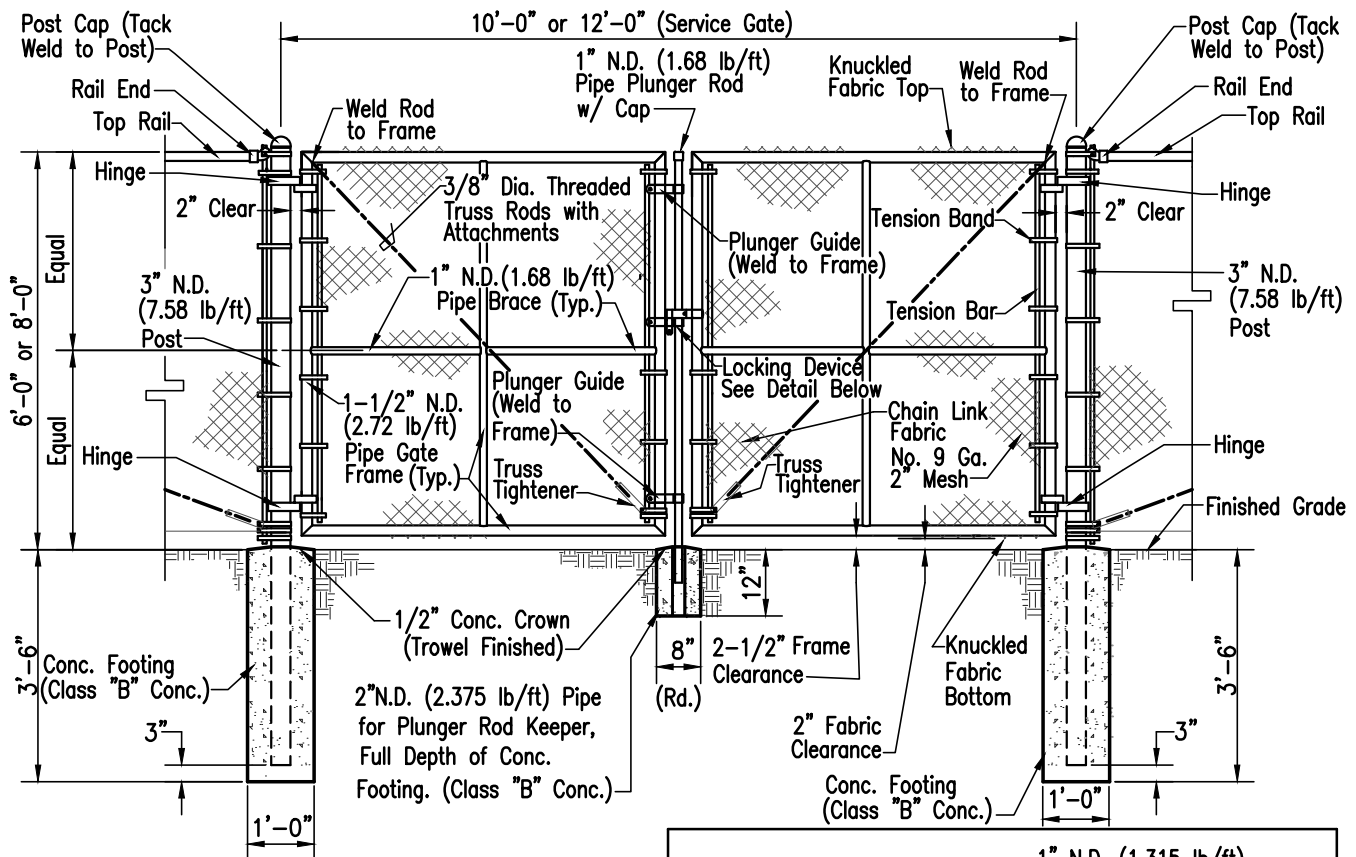 Post Cap (Tack
Weld to Post)
10'-0" or 12'-0" (Service Gate)
Post Cap (Tack
Weld to Post)
1" N.D. (1.68 lb/ft)
Pipe Plunger Rod
w/ Cap
Knuckled
Fabric Top
Weld Rod
to Frame
Rail End
Top Rail
Weld Rod
to Frame
Rail End
Top Rail
Hinge
2" Clear
3/8" Dia. Threaded
Truss Rods with
Attachments
Hinge
2" Clear
Tension Band
Plunger Guide
(Weld to Frame)
Equal
6'-0" or 8'-0"
3" N.D.
(7.58 lb/ft)
Post
1" N.D.(1.68 lb/ft)
Pipe Brace (Typ.)
Tension Bar
3" N.D.
(7.58 lb/ft)
Post
Locking Device
See Detail Below
Plunger Guide
(Weld to
Frame)
1-1/2" N.D.
(2.72 lb/ft)
Pipe Gate
Frame (Typ.)
Chain Link
Fabric
No. 9 Ga.
2" Mesh
Equal
Hinge
Hinge
Truss
Tightener
Truss
Tightener
Finished Grade
1/2" Conc. Crown
(Trowel Finished)
12"
8"
(Rd.)
2-1/2" Frame
Clearance
Knuckled
Fabric
Bottom
3'-6"
Conc. Footing
(Class "B" Conc.)
3'-6"
2"N.D. (2.375 lb/ft) Pipe
for Plunger Rod Keeper,
Full Depth of Conc.
Footing. (Class "B" Conc.)
2" Fabric
Clearance
3"
3"
Conc. Footing
(Class "B" Conc.)
1'-0"
1'-0"
1" N.D. (1.315 lb/ft)